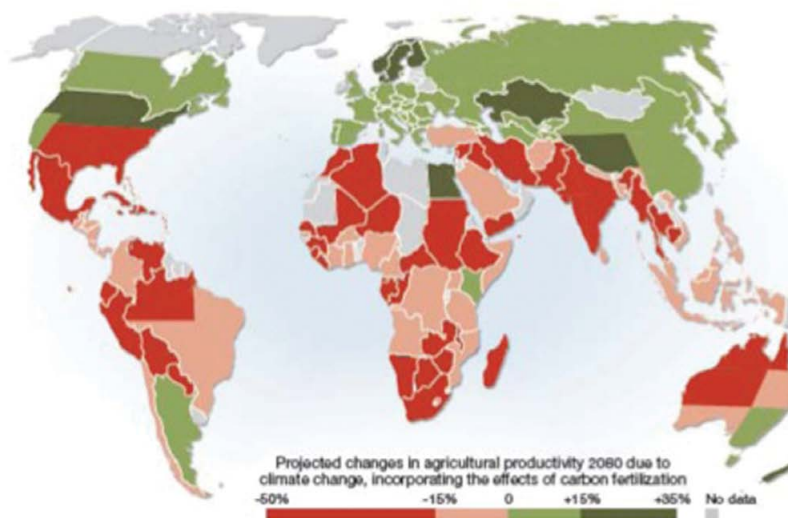 Projected changes in agricultural productivity 2080 due to
climate change, incorporating the effects of carbon fertilization
-50% -15% 0 +15% +35% No data